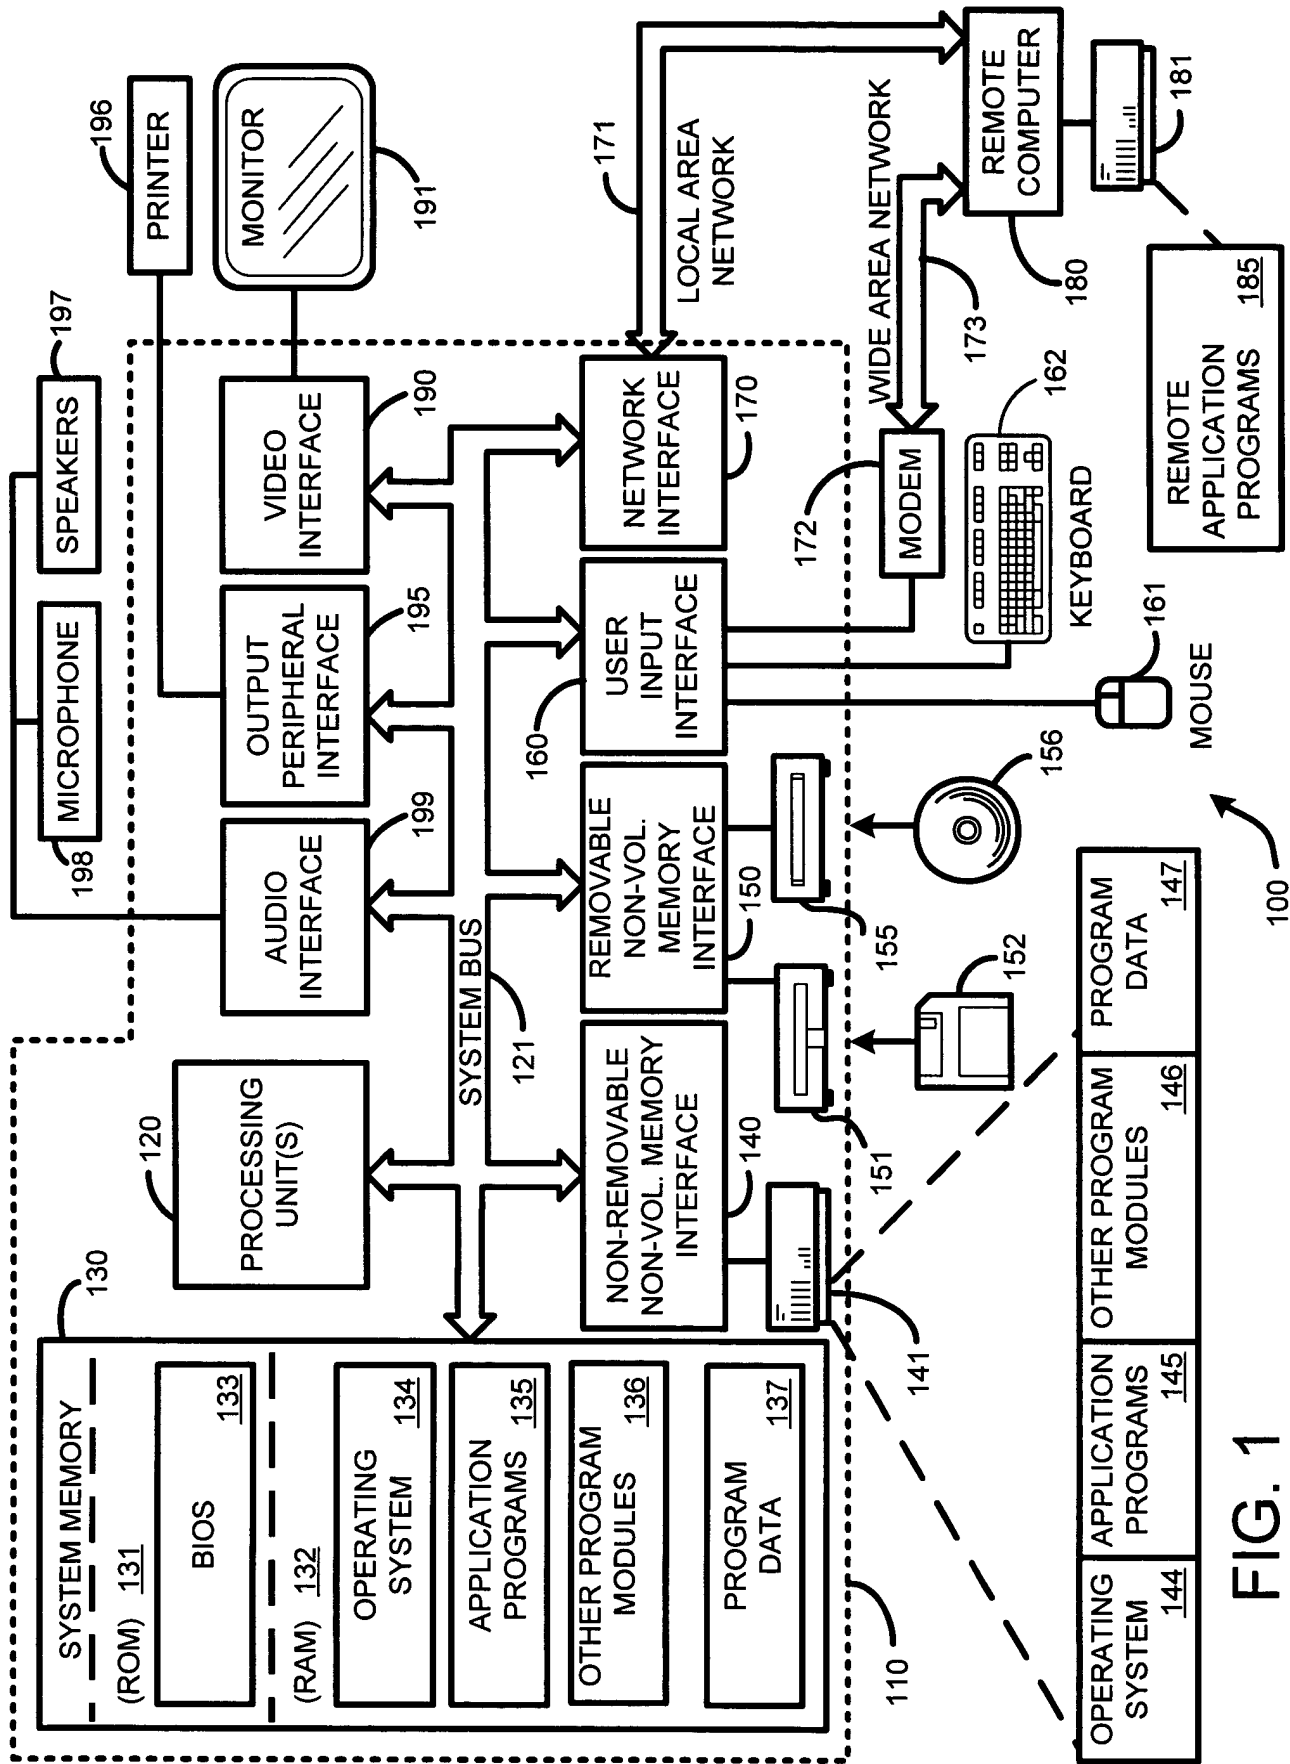 SYSTEM MEMORY
(ROM) 131
BIOS
133
(RAM) 132
OPERATING
SYSTEM
134
APPLICATION
PROGRAMS
135
OTHER PROGRAM
MODULES
136
PROGRAM
DATA
137
130
120
PROCESSING
UNIT(S)
MICROPHONE
198
SPEAKERS
197
PRINTER
196
AUDIO
INTERFACE
199
OUTPUT
PERIPHERAL
INTERFACE
195
VIDEO
INTERFACE
190
MONITOR
191
SYSTEM BUS
121
NON-REMOVABLE
NON-VOL. MEMORY
INTERFACE
140
REMOVABLE
NON-VOL.
MEMORY
INTERFACE
150
160
USER
INPUT
INTERFACE
NETWORK
INTERFACE
170
171
LOCAL AREA
NETWORK
141
151
155
152
156
172
MODEM
WIDE AREA NETWORK
173
REMOTE
COMPUTER
180
181
162
KEYBOARD
161
MOUSE
REMOTE
APPLICATION
PROGRAMS
185
110
OPERATING
SYSTEM
144
APPLICATION
PROGRAMS
145
OTHER PROGRAM
MODULES
146
PROGRAM
DATA
147
100
FIG. 1